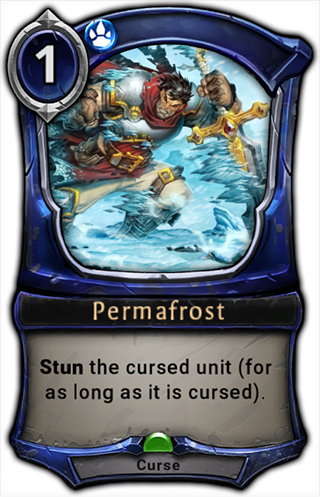 1
Permafrost
Stun the cursed unit (for
as long as it is cursed).
Curse